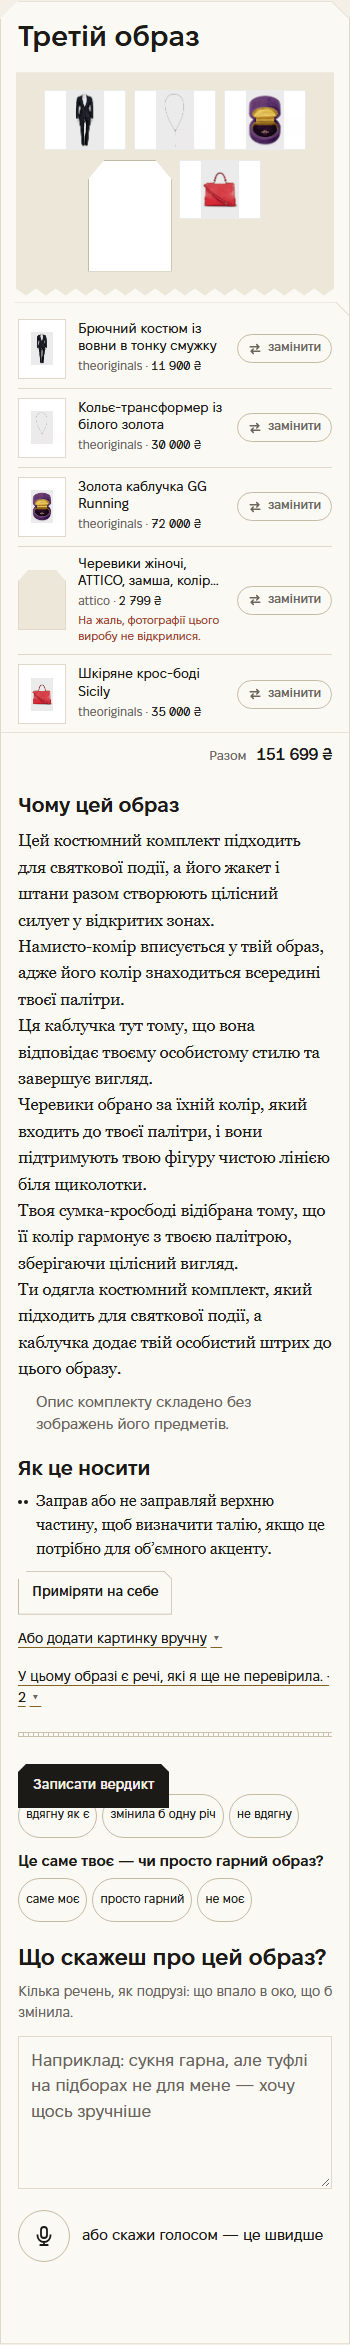 Третій образ
Брючний костюм із
вовни в тонку смужку
theoriginals · 11 900 ₴
замінити
Кольє-трансформер із
білого золота
theoriginals · 30 000 ₴
замінити
Золота каблучка GG
Running
theoriginals · 72 000 ₴
замінити
Черевики жіночі,
ATTICO, замша, колір...
attico · 2 799 ₴
На жаль, фотографії цього
виробу не відкрилися.
замінити
Шкіряне крос-боді
Sicily
theoriginals · 35 000 ₴
замінити
Разом 151 699 ₴
Чому цей образ
Цей костюмний комплект підходить
для святкової події, а його жакет і
штани разом створюють цілісний
силует у відкритих зонах.
Намисто-комір вписується у твій образ,
адже його колір знаходиться всередині
твоєї палітри.
Ця каблучка тут тому, що вона
відповідає твоєму особистому стилю та
завершує вигляд.
Черевики обрано за їхній колір, який
входить до твоєї палітри, і вони
підтримують твою фігуру чистою лінією
біля щиколотки.
Твоя сумка-кросбоді відібрана тому, що
її колір гармонує з твоєю палітрою,
зберігаючи цілісний вигляд.
Ти одягла костюмний комплект, який
підходить для святкової події, а
каблучка додає твій особистий штрих до
цього образу.
Опис комплекту складено без
зображень його предметів.
Як це носити
Заправ або не заправляй верхню
частину, щоб визначити талію, якщо це
потрібно для об’ємного акценту.
Приміряти на себе
Або додати картинку вручну
У цьому образі є речі, які я ще не перевірила. ·
2
Записати вердикт
вдягну як є
змінила б одну річ
не вдягну
Це саме твоє — чи просто гарний образ?
саме моє
просто гарний
не моє
Що скажеш про цей образ?
Кілька речень, як подрузі: що впало в око, що б
змінила.
Наприклад: сукня гарна, але туфлі
на підборах не для мене — хочу
щось зручніше
або скажи голосом — це швидше